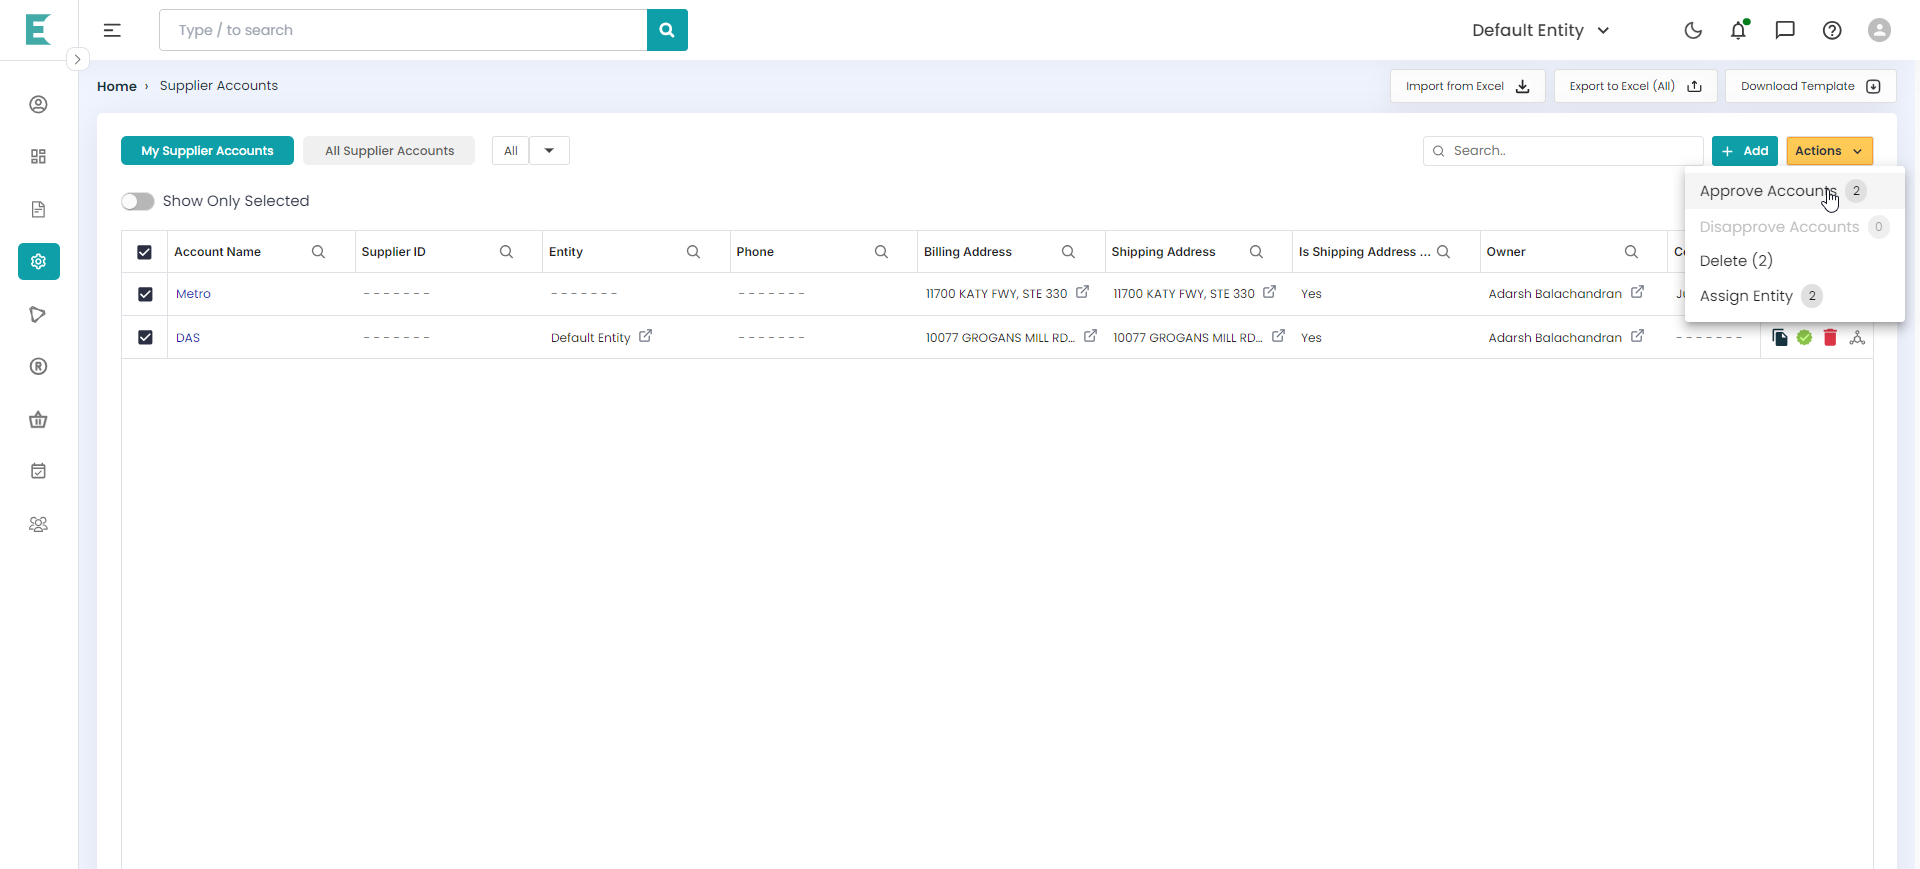 Type / to search
Default Entity
Home › Supplier Accounts
Import from Excel
Export to Excel (All)
Download Template
My Supplier Accounts
All Supplier Accounts
All
Search..
+ Add
Actions
Approve Accounts 2
Disapprove Accounts 0
Delete (2)
Assign Entity 2
Show Only Selected
Account Name Supplier ID Entity Phone Billing Address Shipping Address Is Shipping Address ... Owner
Metro ------- ------- ------- 11700 KATY FWY, STE 330 11700 KATY FWY, STE 330 Yes Adarsh Balachandran
DAS ------- Default Entity ------- 10077 GROGANS MILL RD... 10077 GROGANS MILL RD... Yes Adarsh Balachandran -------